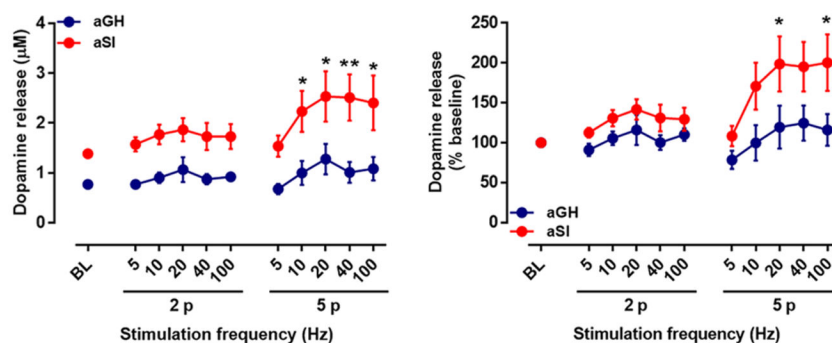 aGH
aSI
Dopamine release (μM)
4
3
2
1
0
* * ** *
BL 5 10 20 40 100 5 10 20 40 100
2 p 5 p
Stimulation frequency (Hz)
Dopamine release
(% baseline)
250
200
150
100
50
0
* *
aGH
aSI
BL 5 10 20 40 100 5 10 20 40 100
2 p 5 p
Stimulation frequency (Hz)